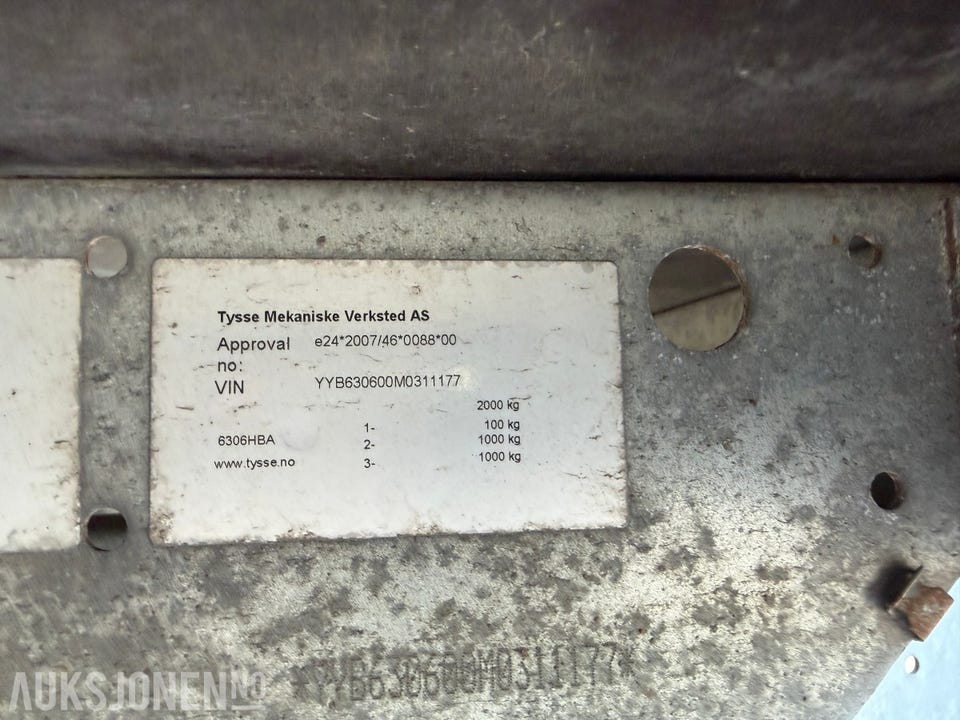 Tysse Mekaniske Verksted AS
Approval no: e24*2007/46*0088*00
VIN YYB630600M0311177
2000 kg
1- 100 kg
6306HBA 2- 1000 kg
www.tysse.no 3- 1000 kg
*YYB630600M0311177*
AUKSJONEN.NO